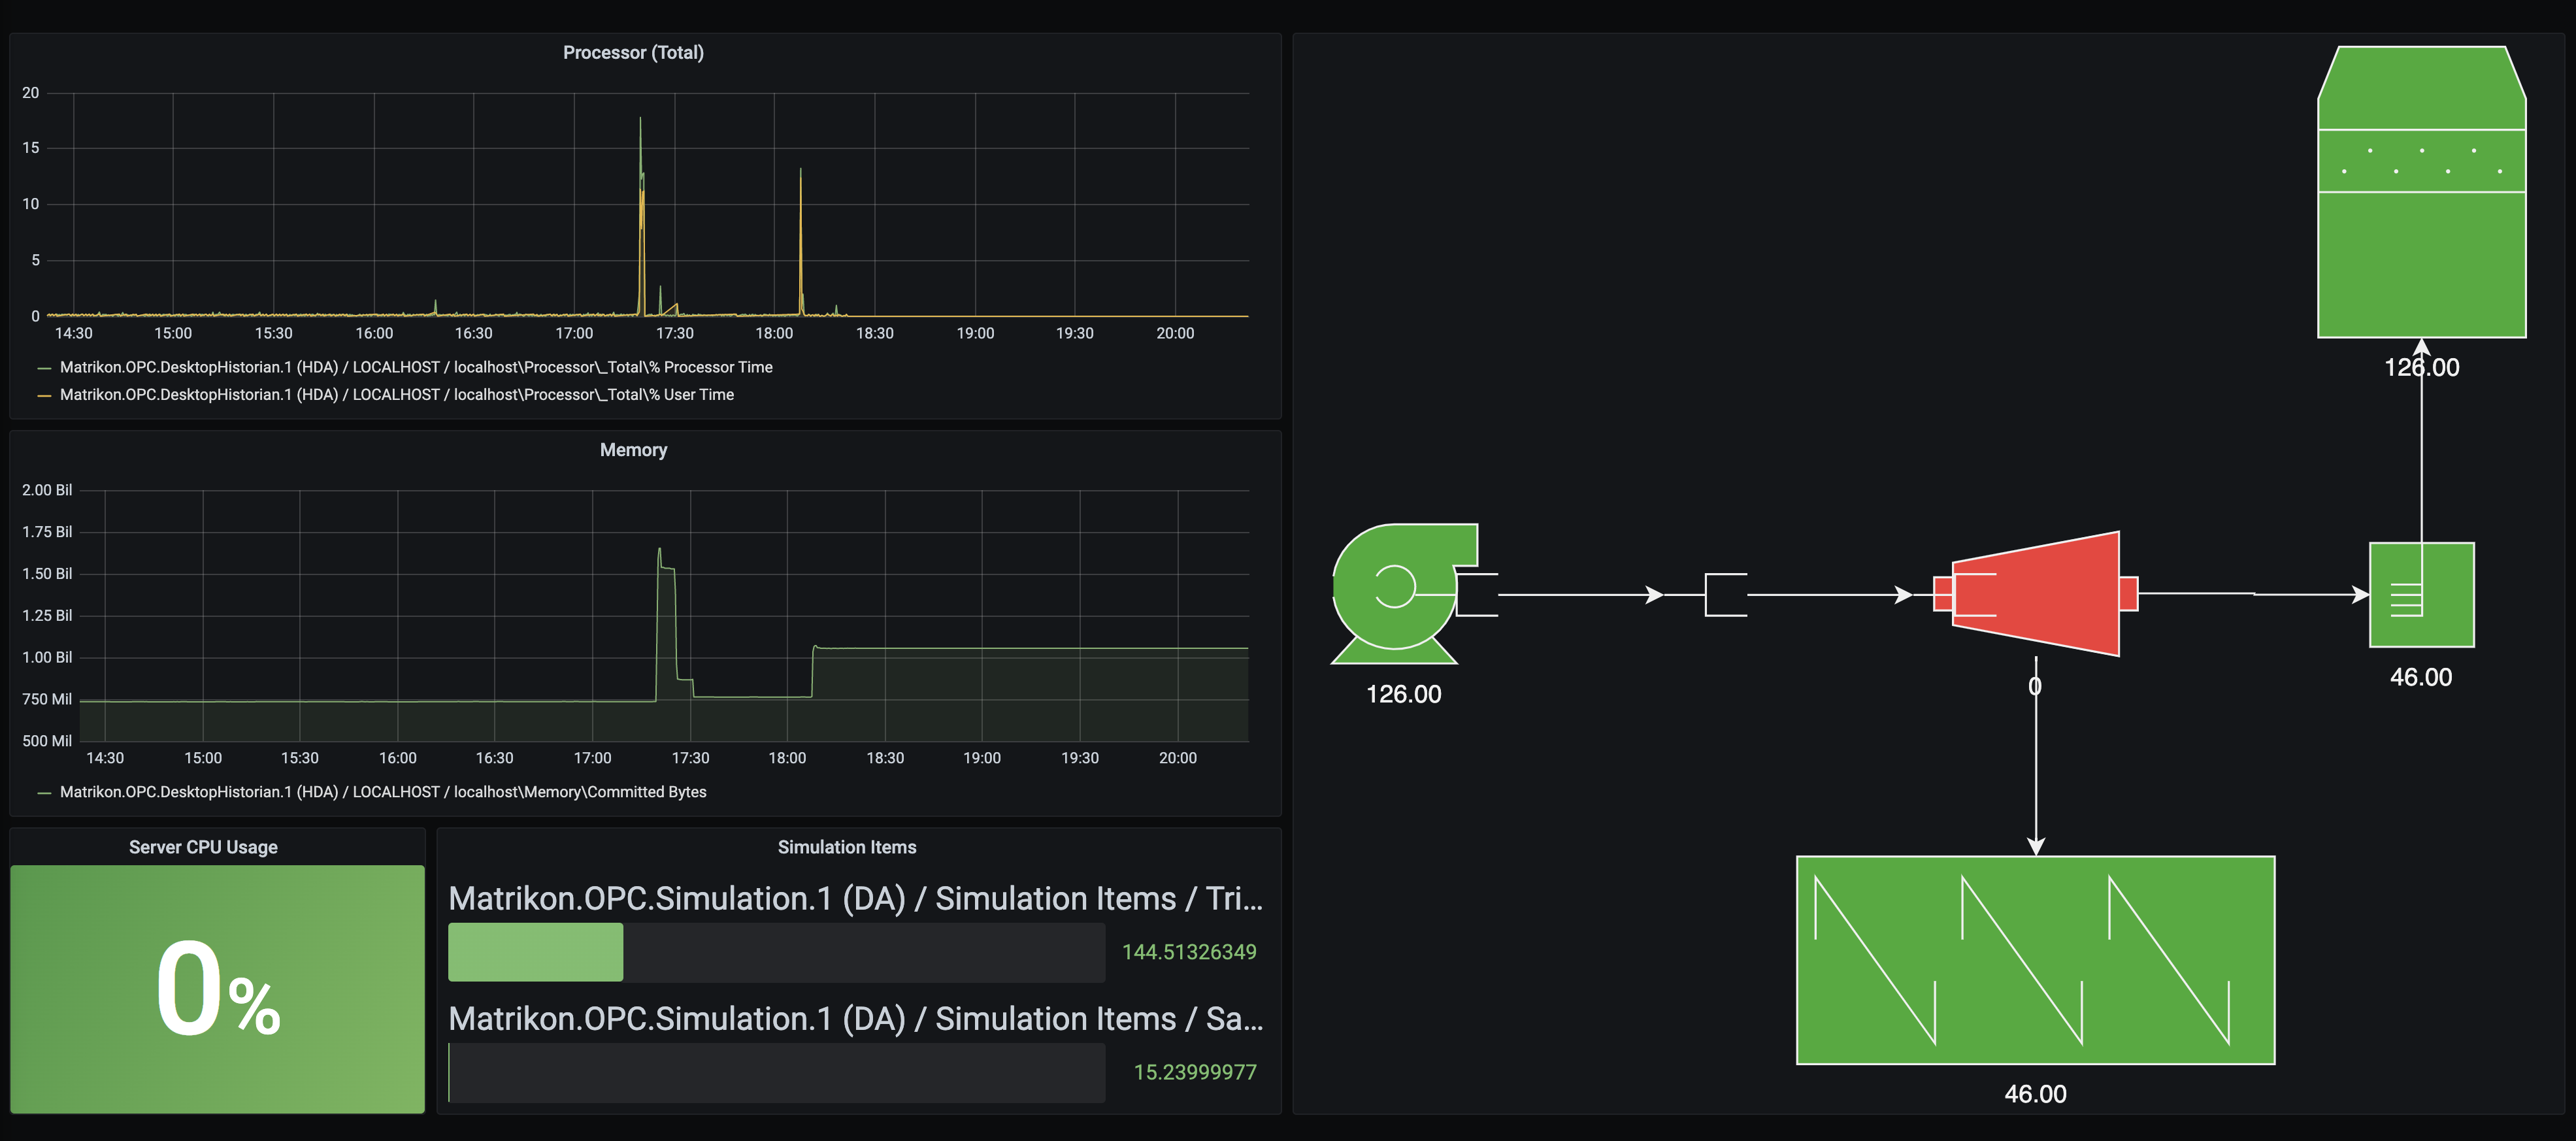 Processor (Total)
20
15
10
5
0
14:30 15:00 15:30 16:00 16:30 17:00 17:30 18:00 18:30 19:00 19:30 20:00
Matrikon.OPC.DesktopHistorian.1 (HDA) / LOCALHOST / localhost\Processor\_Total\% Processor Time
Matrikon.OPC.DesktopHistorian.1 (HDA) / LOCALHOST / localhost\Processor\_Total\% User Time
Memory
2.00 Bil
1.75 Bil
1.50 Bil
1.25 Bil
1.00 Bil
750 Mil
500 Mil
14:30 15:00 15:30 16:00 16:30 17:00 17:30 18:00 18:30 19:00 19:30 20:00
Matrikon.OPC.DesktopHistorian.1 (HDA) / LOCALHOST / localhost\Memory\Committed Bytes
Server CPU Usage
0%
Simulation Items
Matrikon.OPC.Simulation.1 (DA) / Simulation Items / Tri...
144.51326349
Matrikon.OPC.Simulation.1 (DA) / Simulation Items / Sa...
15.23999977
126.00
126.00
0
46.00
46.00